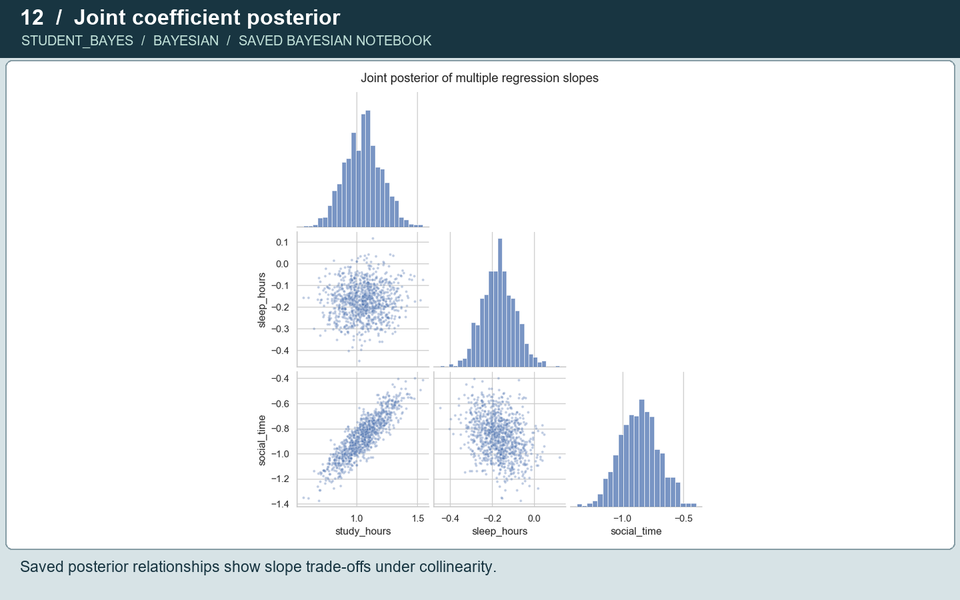 12 / Joint coefficient posterior
STUDENT_BAYES / BAYESIAN / SAVED BAYESIAN NOTEBOOK
Joint posterior of multiple regression slopes
0.1
0.0
−0.1
−0.2
−0.3
−0.4
sleep_hours
−0.4
−0.6
−0.8
−1.0
−1.2
−1.4
social_time
1.0 1.5
−0.4 −0.2 0.0
−1.0 −0.5
study_hours
sleep_hours
social_time
Saved posterior relationships show slope trade-offs under collinearity.